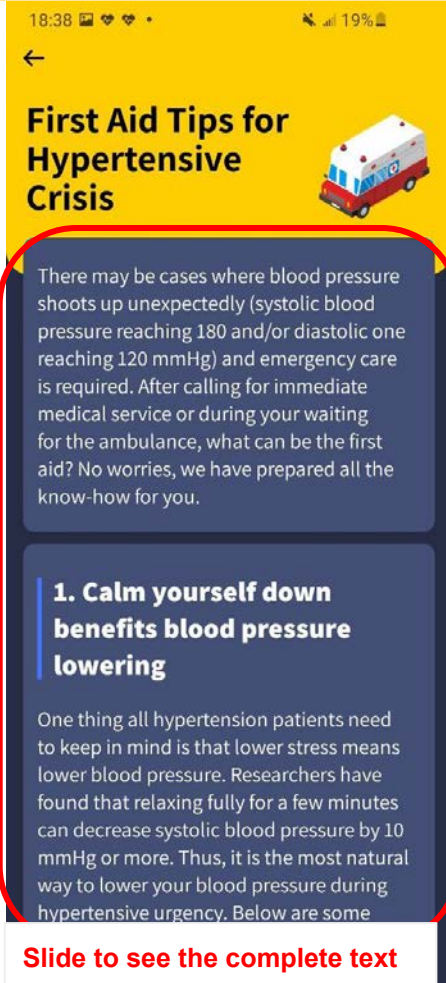 18:38
19%
First Aid Tips for
Hypertensive
Crisis
There may be cases where blood pressure
shoots up unexpectedly (systolic blood
pressure reaching 180 and/or diastolic one
reaching 120 mmHg) and emergency care
is required. After calling for immediate
medical service or during your waiting
for the ambulance, what can be the first
aid? No worries, we have prepared all the
know-how for you.
1. Calm yourself down
benefits blood pressure
lowering
One thing all hypertension patients need
to keep in mind is that lower stress means
lower blood pressure. Researchers have
found that relaxing fully for a few minutes
can decrease systolic blood pressure by 10
mmHg or more. Thus, it is the most natural
way to lower your blood pressure during
hypertensive urgency. Below are some
Slide to see the complete text